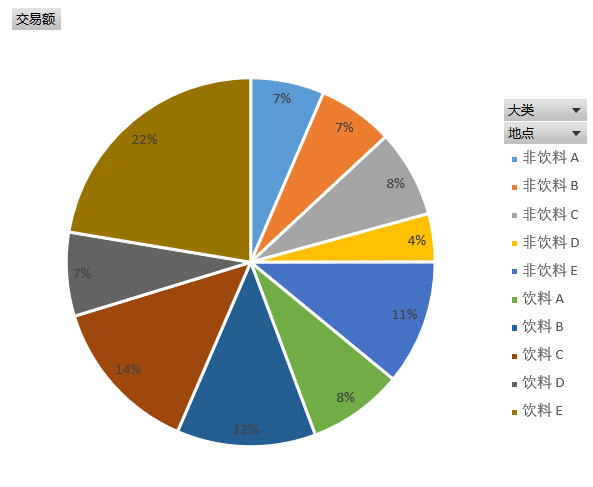 交易额
7%
7%
8%
4%
11%
8%
12%
14%
7%
22%
大类
地点
非饮料 A
非饮料 B
非饮料 C
非饮料 D
非饮料 E
饮料 A
饮料 B
饮料 C
饮料 D
饮料 E